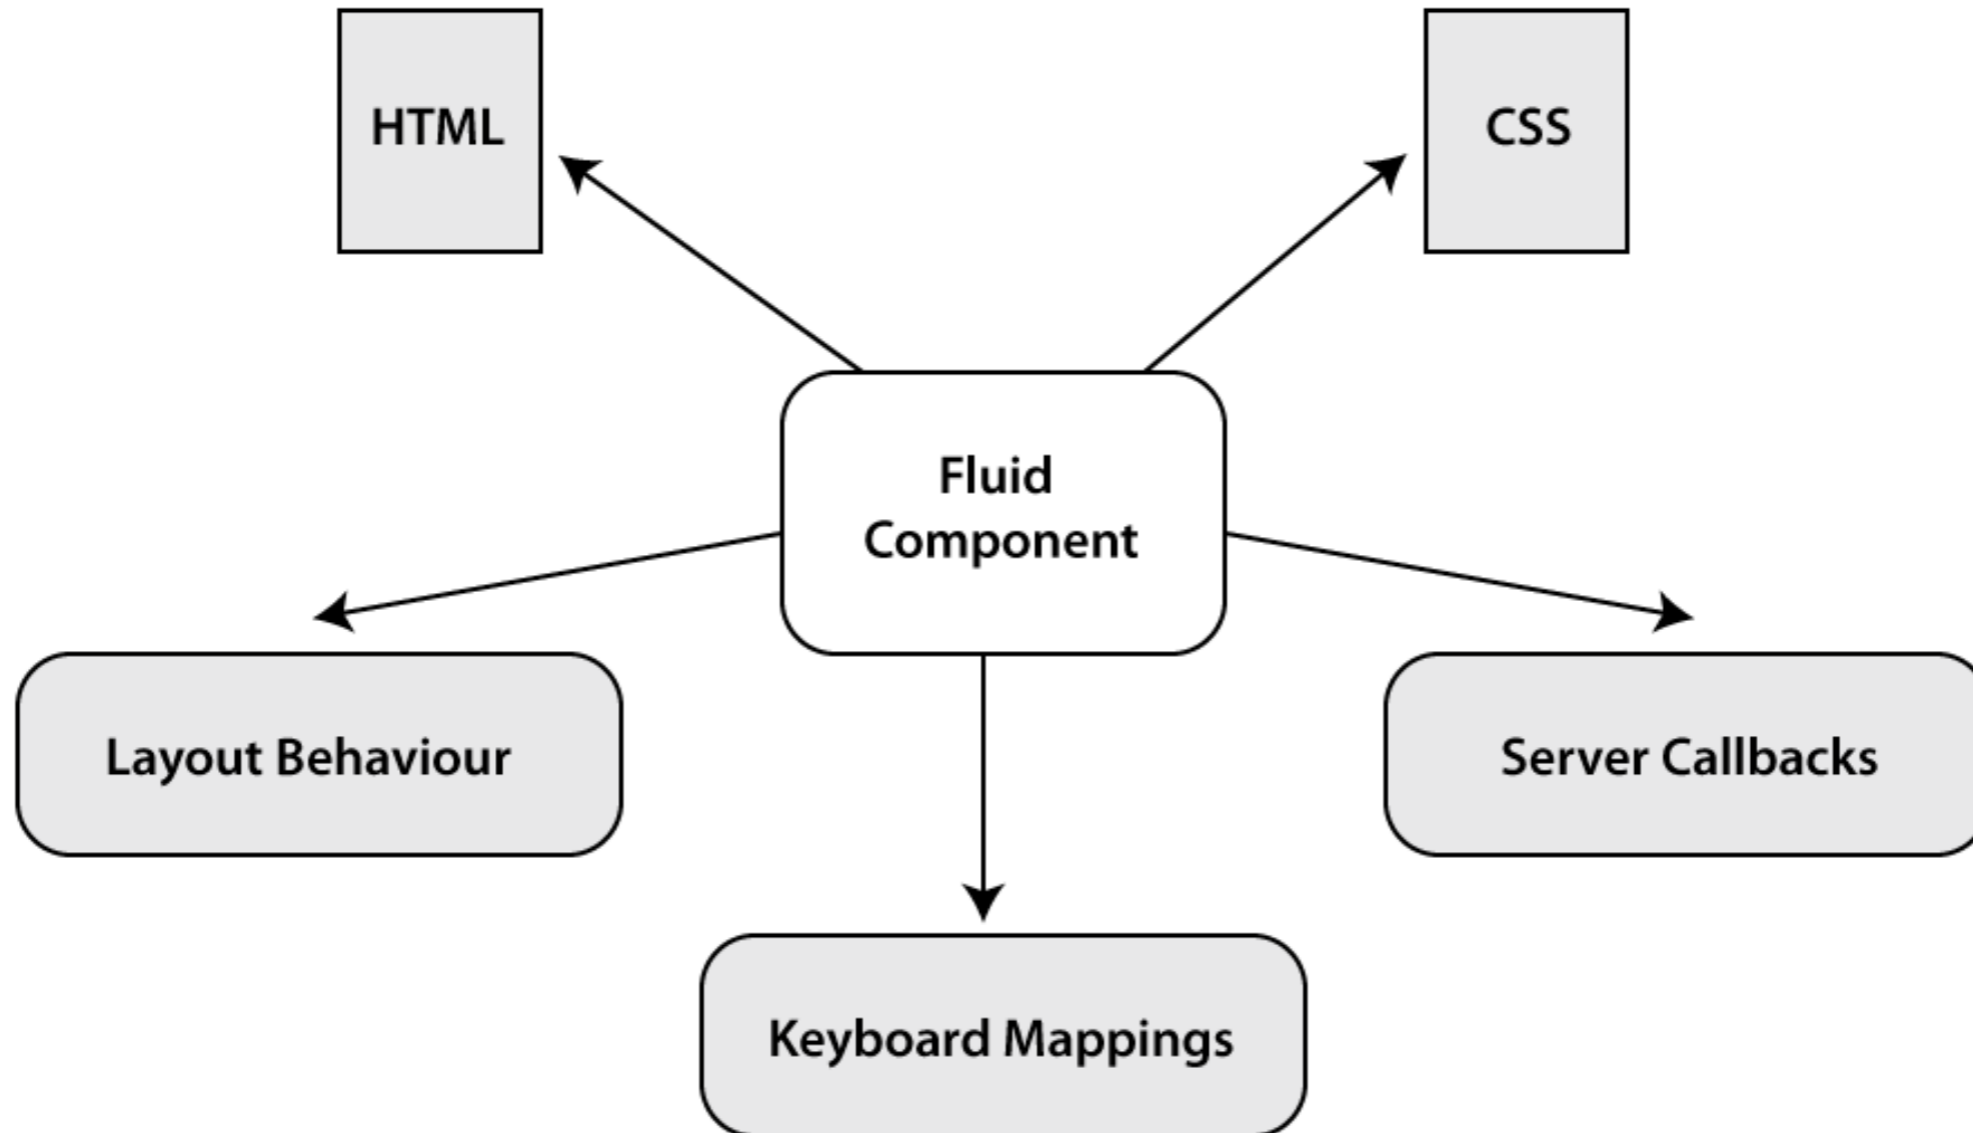 HTML
CSS
Fluid
Component
Layout Behaviour
Server Callbacks
Keyboard Mappings